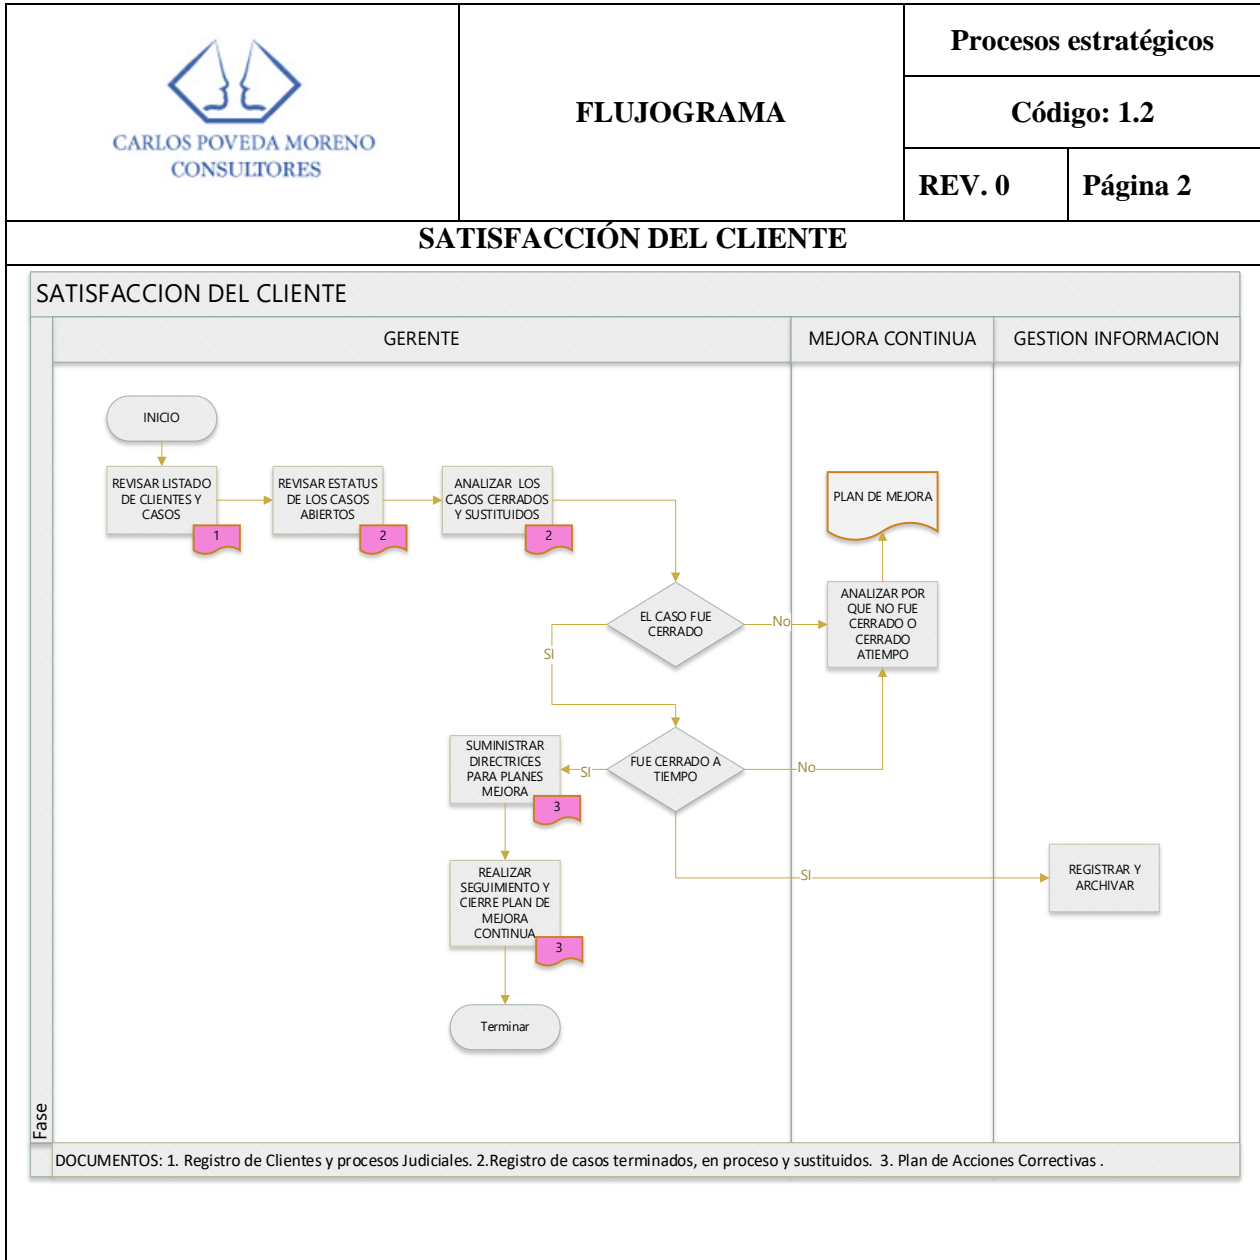 CARLOS POVEDA MORENO
CONSULTORES
FLUJOGRAMA
Procesos estratégicos
Código: 1.2
REV. 0
Página 2
SATISFACCIÓN DEL CLIENTE
SATISFACCION DEL CLIENTE
GERENTE
MEJORA CONTINUA
GESTION INFORMACION
INICIO
REVISAR LISTADO
DE CLIENTES Y
CASOS
1
REVISAR ESTATUS
DE LOS CASOS
ABIERTOS
2
ANALIZAR LOS
CASOS CERRADOS
Y SUSTITUIDOS
2
PLAN DE MEJORA
EL CASO FUE
CERRADO
No
SI
ANALIZAR POR
QUE NO FUE
CERRADO O
CERRADO
ATIEMPO
SUMINISTRAR
DIRECTRICES
PARA PLANES
MEJORA
3
SI
FUE CERRADO A
TIEMPO
No
SI
REGISTRAR Y
ARCHIVAR
REALIZAR
SEGUIMIENTO Y
CIERRE PLAN DE
MEJORA
CONTINUA
3
Terminar
Fase
DOCUMENTOS: 1. Registro de Clientes y procesos Judiciales. 2.Registro de casos terminados, en proceso y sustituidos. 3. Plan de Acciones Correctivas .